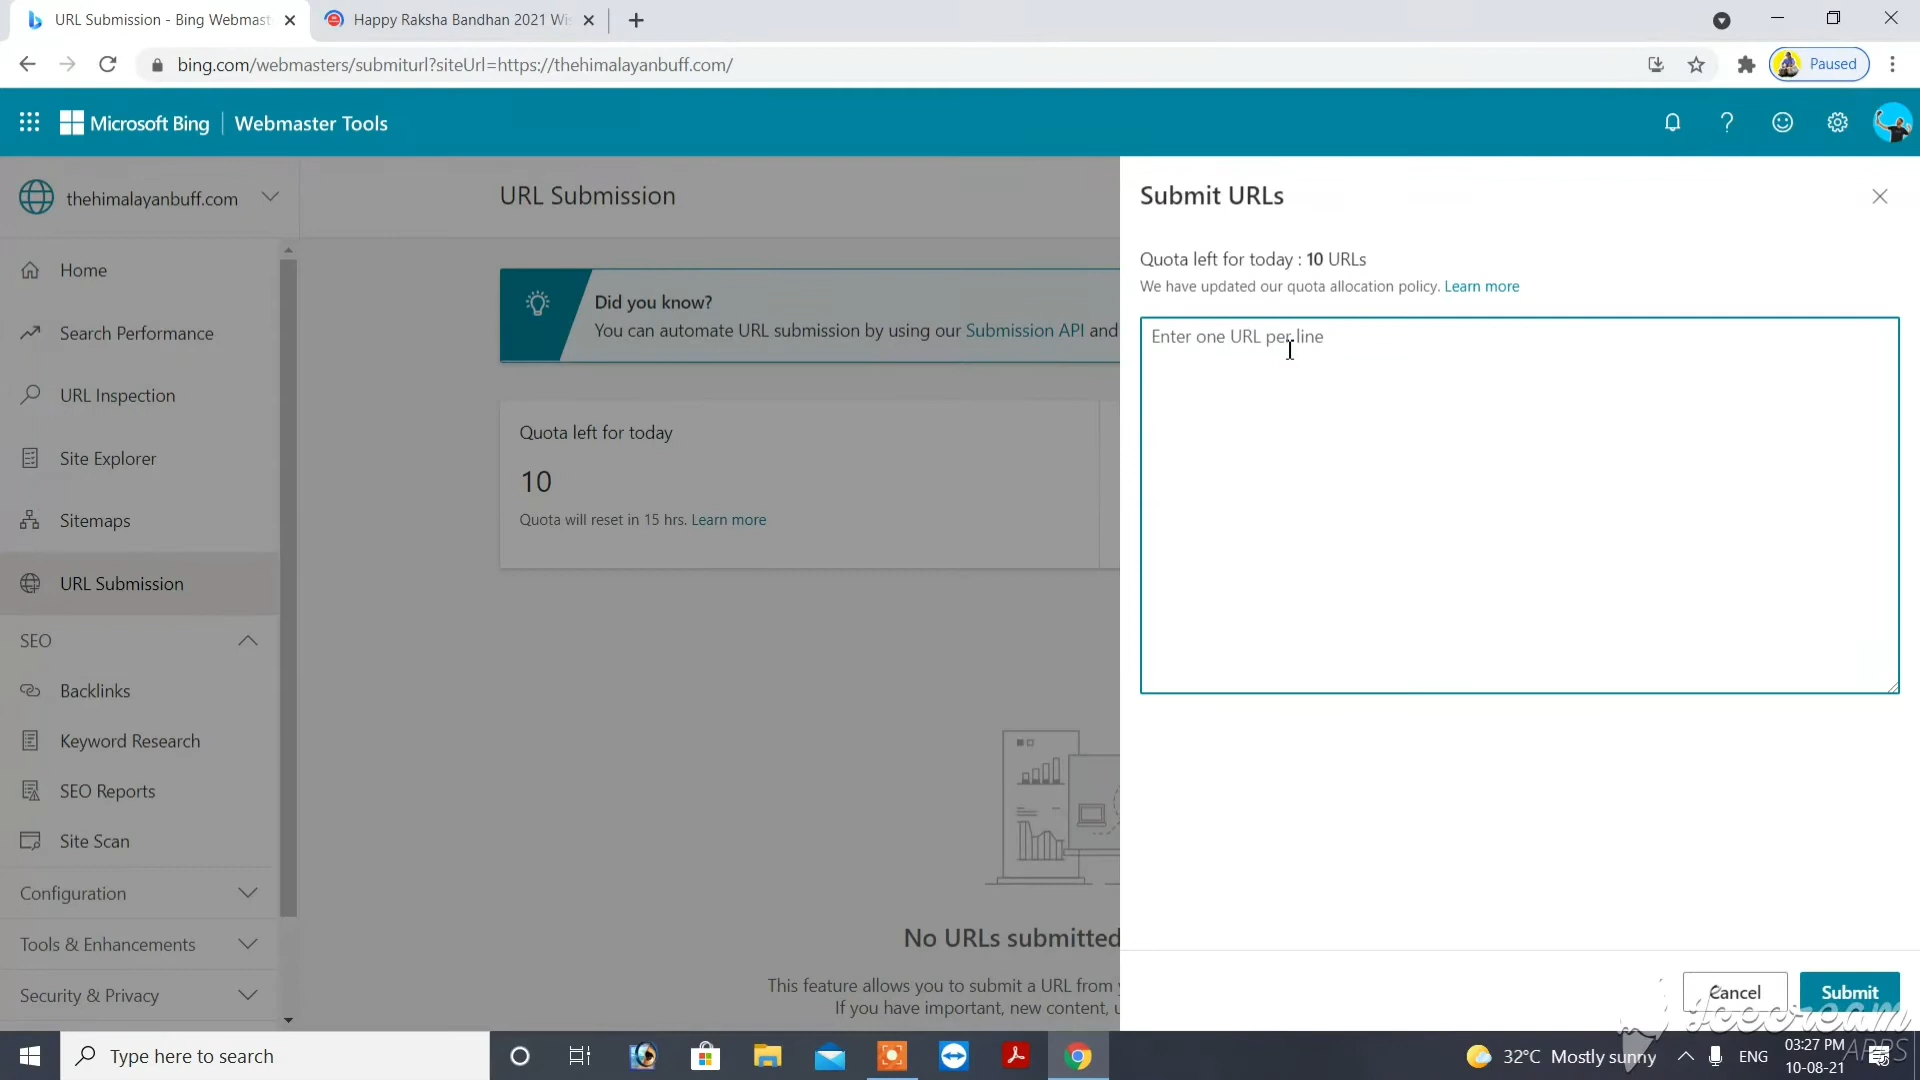 URL Submission - Bing Webmast
Happy Raksha Bandhan 2021 Wis
bing.com/webmasters/submiturl?siteUrl=https://thehimalayanbuff.com/
Paused
Microsoft Bing
Webmaster Tools
thehimalayanbuff.com
Home
Search Performance
URL Inspection
Site Explorer
Sitemaps
URL Submission
SEO
Backlinks
Keyword Research
SEO Reports
Site Scan
Configuration
Tools & Enhancements
Security & Privacy
URL Submission
Did you know?
You can automate URL submission by using our Submission API and
Quota left for today
10
Quota will reset in 15 hrs. Learn more
No URLs submitted
This feature allows you to submit a URL from
If you have important, new content,
Submit URLs
Quota left for today : 10 URLs
We have updated our quota allocation policy. Learn more
Enter one URL per line
Cancel
Submit
Icecream
APPS
Type here to search
32°C Mostly sunny
ENG
03:27 PM
10-08-21